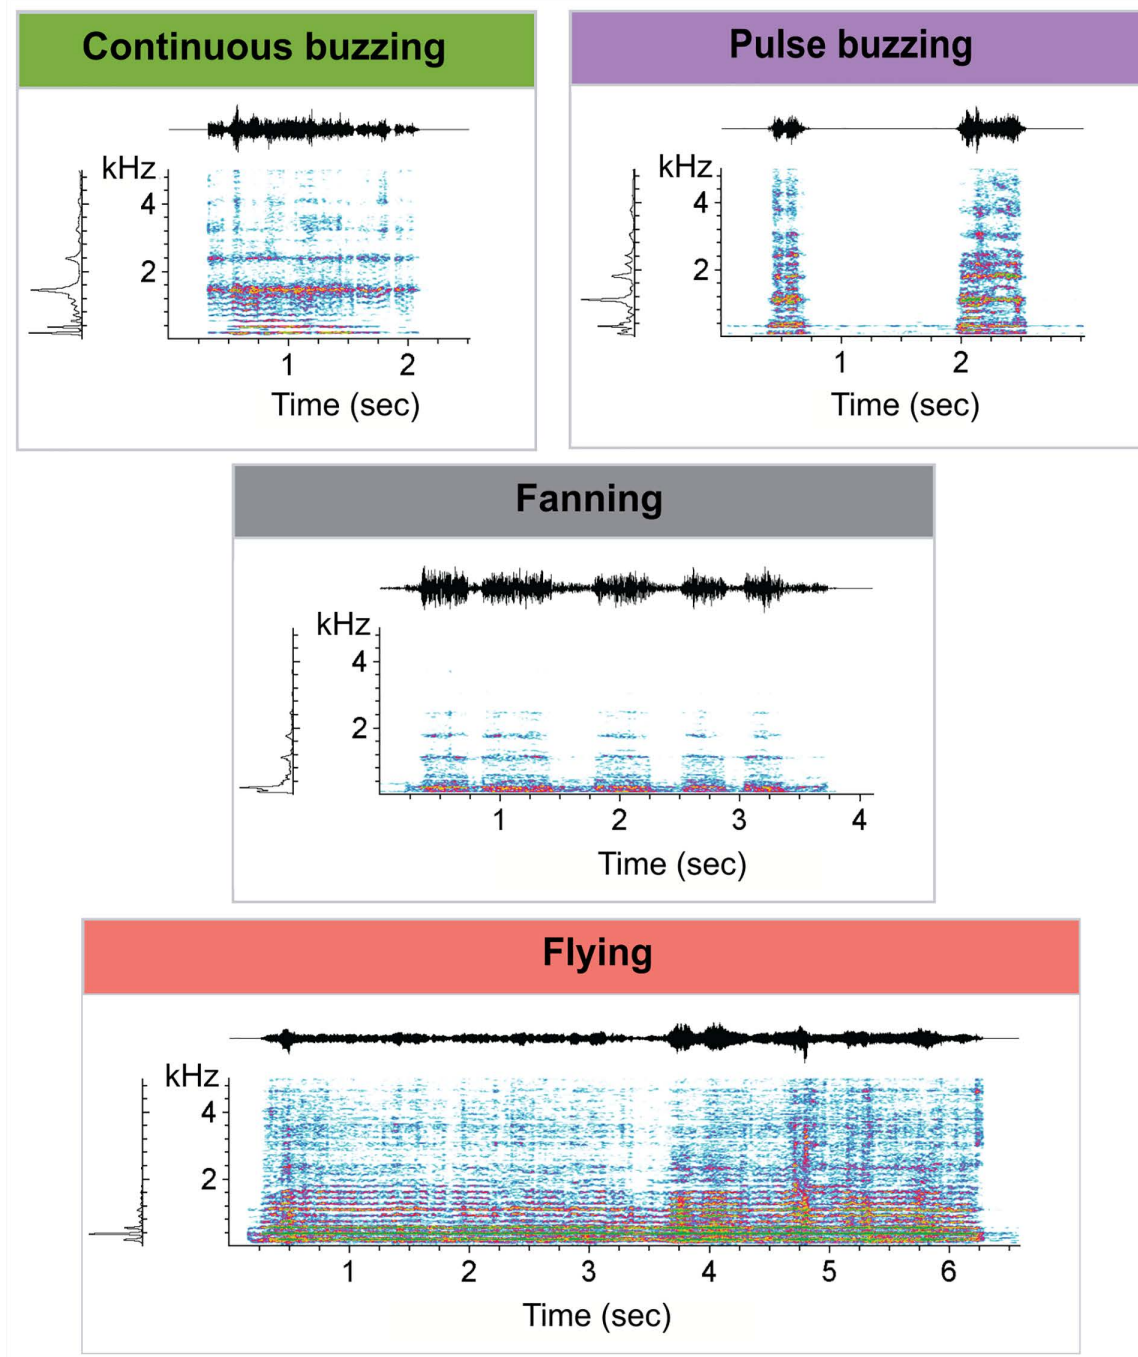 Continuous buzzing
kHz
4
2
1 2
Time (sec)
Pulse buzzing
kHz
4
2
1 2
Time (sec)
Fanning
kHz
4
2
1 2 3 4
Time (sec)
Flying
kHz
4
2
1 2 3 4 5 6
Time (sec)